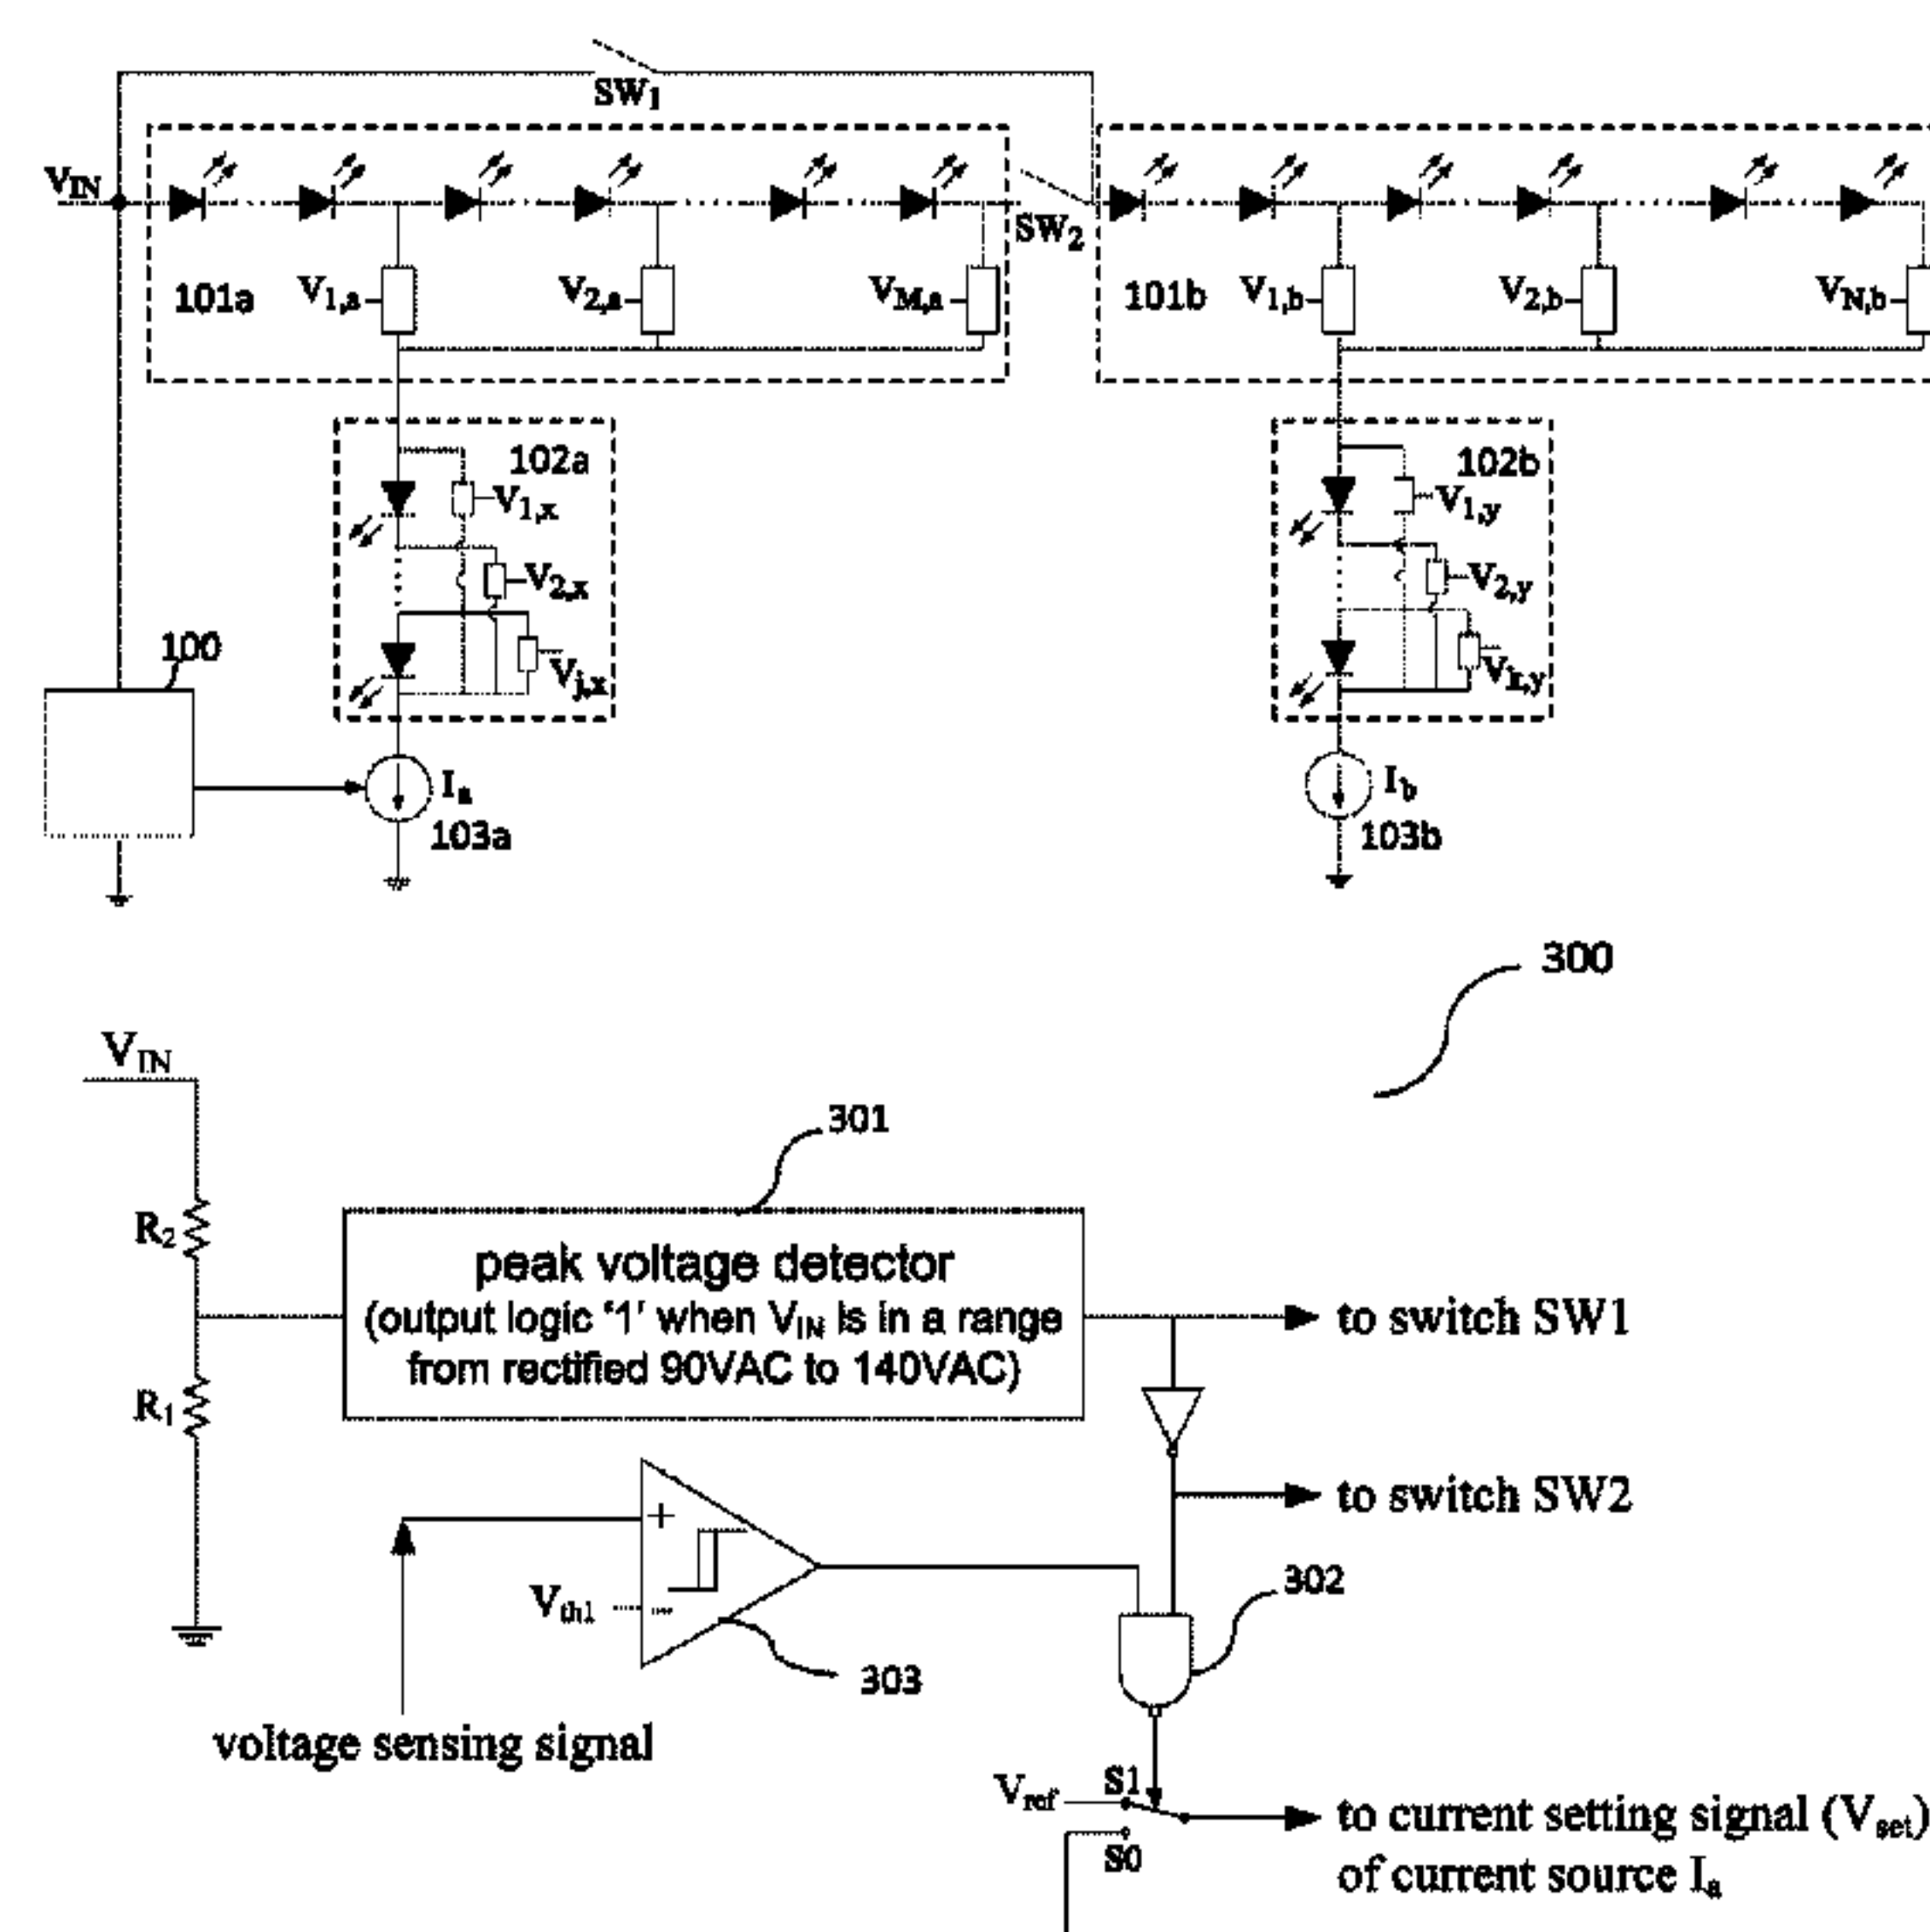 SW1
VIN
SW2
101a
V1,a
V2,a
VM,a
101b
V1,b
V2,b
VN,b
102a
V1,x
V2,x
Vj,x
102b
V1,y
V2,y
Vk,y
100
Ia
103a
Ib
103b
300
VIN
301
R2
peak voltage detector
(output logic ‘1’ when VIN is in a range
from rectified 90VAC to 140VAC)
to switch SW1
R1
to switch SW2
+
Vth1
302
303
voltage sensing signal
Vref
S1
S0
to current setting signal (Vset)
of current source Ia